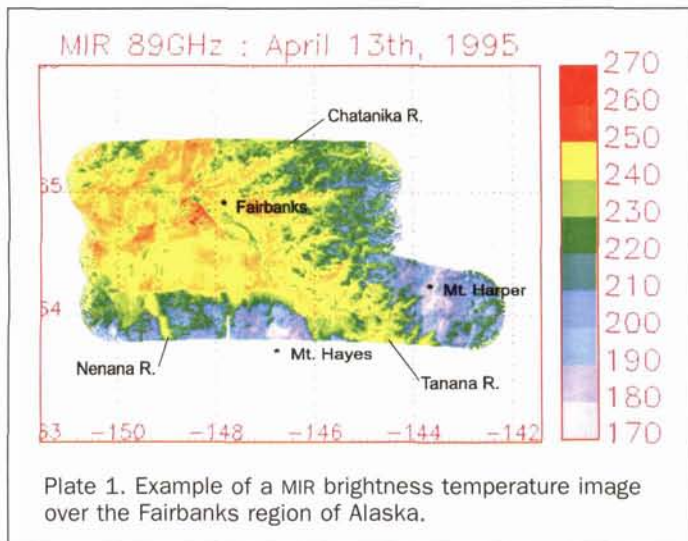 MIR 89GHz : April 13th, 1995
270
260
250
240
230
220
210
200
190
180
170
Chatanika R.
65
Fairbanks
Mt. Harper
64
Nenana R.
Mt. Hayes
Tanana R.
63 -150 -148 -146 -144 -142
Plate 1. Example of a MIR brightness temperature image
over the Fairbanks region of Alaska.